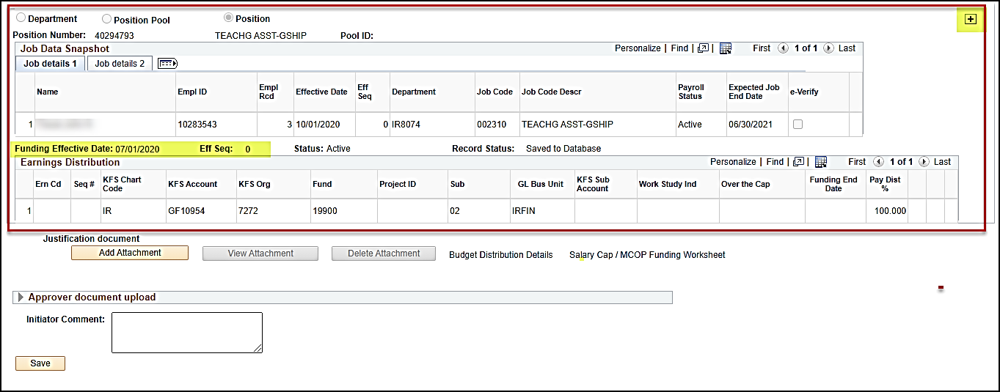 Department Position Pool Position
Position Number: 40294793 TEACHG ASST-GSHIP Pool ID:
Job Data Snapshot Personalize | Find | | First 1 of 1 Last
Job details 1 Job details 2
Name Empl ID Empl Rcd Effective Date Eff Seq Department Job Code Job Code Descr Payroll Status Expected Job End Date e-Verify
1 10283543 3 10/01/2020 0 IR8074 002310 TEACHG ASST-GSHIP Active 06/30/2021
Funding Effective Date: 07/01/2020 Eff Seq: 0 Status: Active Record Status: Saved to Database
Earnings Distribution Personalize | Find | | First 1 of 1 Last
Ern Cd Seq # KFS Chart Code KFS Account KFS Org Fund Project ID Sub GL Bus Unit KFS Sub Account Work Study Ind Over the Cap Funding End Date Pay Dist %
1 IR GF10954 7272 19900 02 IRFIN 100.000
Justification document
Add Attachment View Attachment Delete Attachment Budget Distribution Details Salary Cap / MCOP Funding Worksheet
Approver document upload
Initiator Comment:
Save